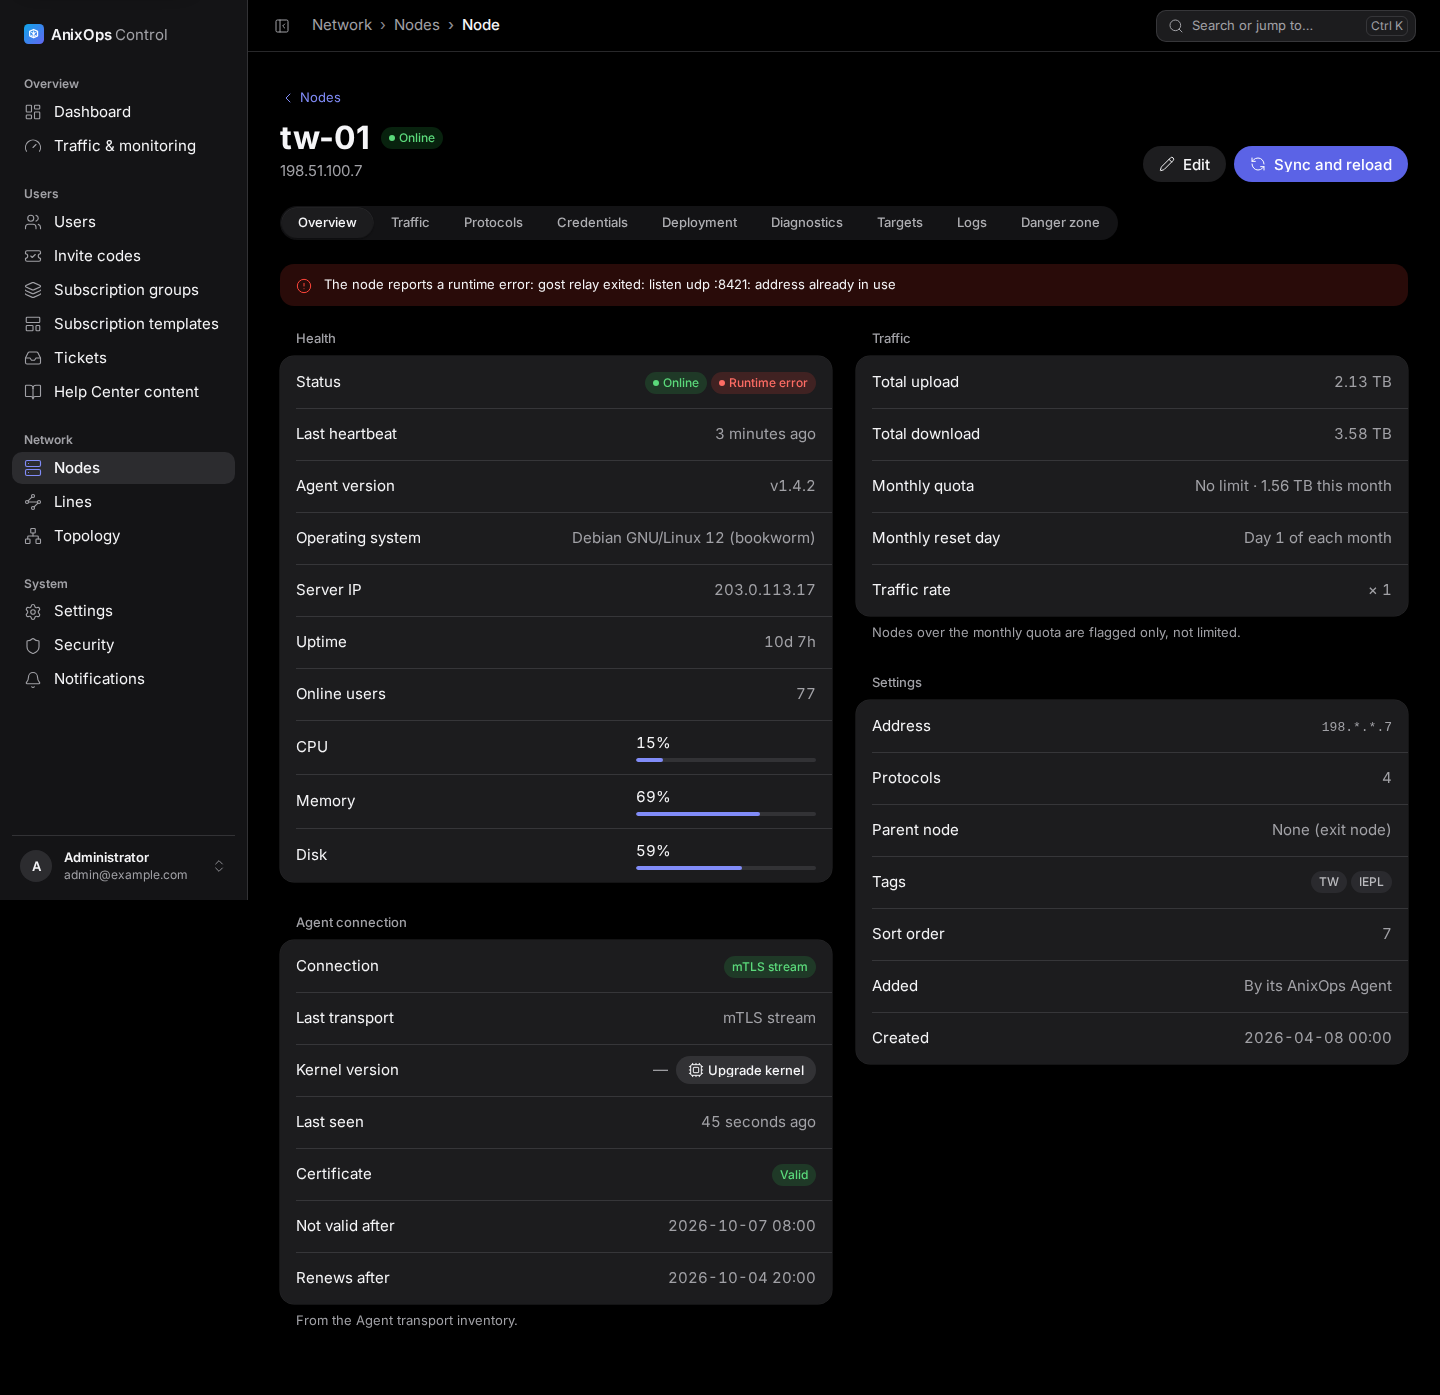 AnixOps Control
Overview
Dashboard
Traffic & monitoring
Users
Users
Invite codes
Subscription groups
Subscription templates
Tickets
Help Center content
Network
Nodes
Lines
Topology
System
Settings
Security
Notifications
A
Administrator
admin@example.com
Network › Nodes › Node
Search or jump to... Ctrl K
Nodes
tw-01 Online
198.51.100.7
Edit Sync and reload
Overview Traffic Protocols Credentials Deployment Diagnostics Targets Logs Danger zone
The node reports a runtime error: gost relay exited: listen udp :8421: address already in use
Health
Status Online Runtime error
Last heartbeat 3 minutes ago
Agent version v1.4.2
Operating system Debian GNU/Linux 12 (bookworm)
Server IP 203.0.113.17
Uptime 10d 7h
Online users 77
CPU 15%
Memory 69%
Disk 59%
Agent connection
Connection mTLS stream
Last transport mTLS stream
Kernel version — Upgrade kernel
Last seen 45 seconds ago
Certificate Valid
Not valid after 2026-10-07 08:00
Renews after 2026-10-04 20:00
From the Agent transport inventory.
Traffic
Total upload 2.13 TB
Total download 3.58 TB
Monthly quota No limit · 1.56 TB this month
Monthly reset day Day 1 of each month
Traffic rate × 1
Nodes over the monthly quota are flagged only, not limited.
Settings
Address 198.*.*.7
Protocols 4
Parent node None (exit node)
Tags TW IEPL
Sort order 7
Added By its AnixOps Agent
Created 2026-04-08 00:00